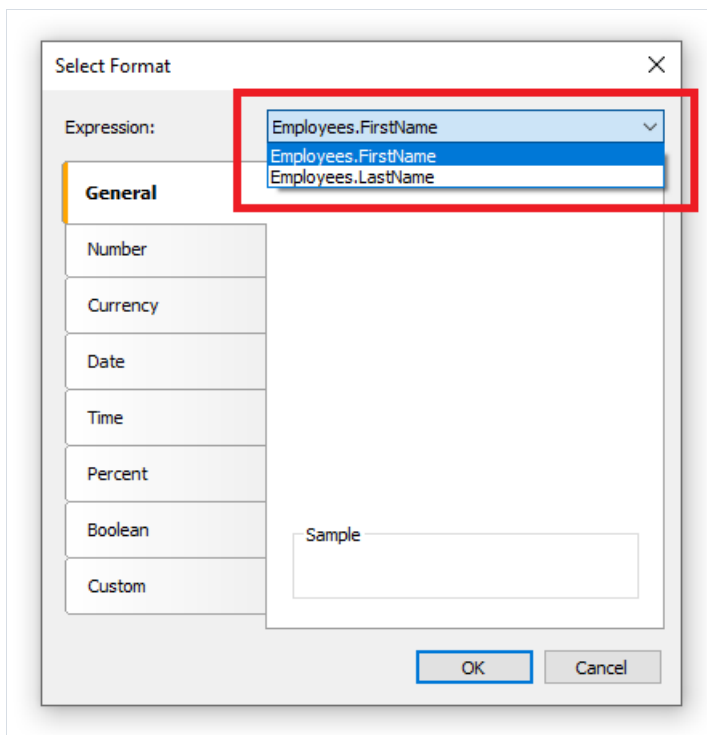 Select Format
Expression:
Employees.FirstName
Employees.FirstName
Employees.LastName
General
Number
Currency
Date
Time
Percent
Boolean
Custom
Sample
OK
Cancel